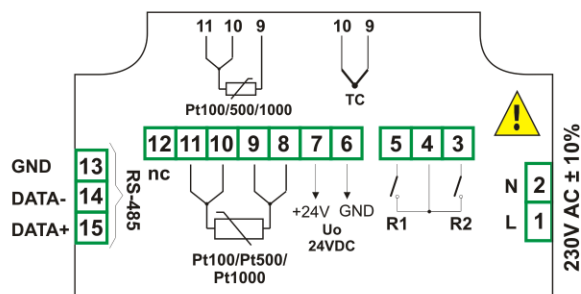 11 10 9
10 9
Pt100/500/1000
TC
!
12 11 10 9 8 7 6
5 4 3
nc
GND 13
DATA- 14
DATA+ 15
RS-485
+24V GND
Uo
24VDC
R1 R2
Pt100/Pt500/
Pt1000
N 2
L 1
230V AC ± 10%